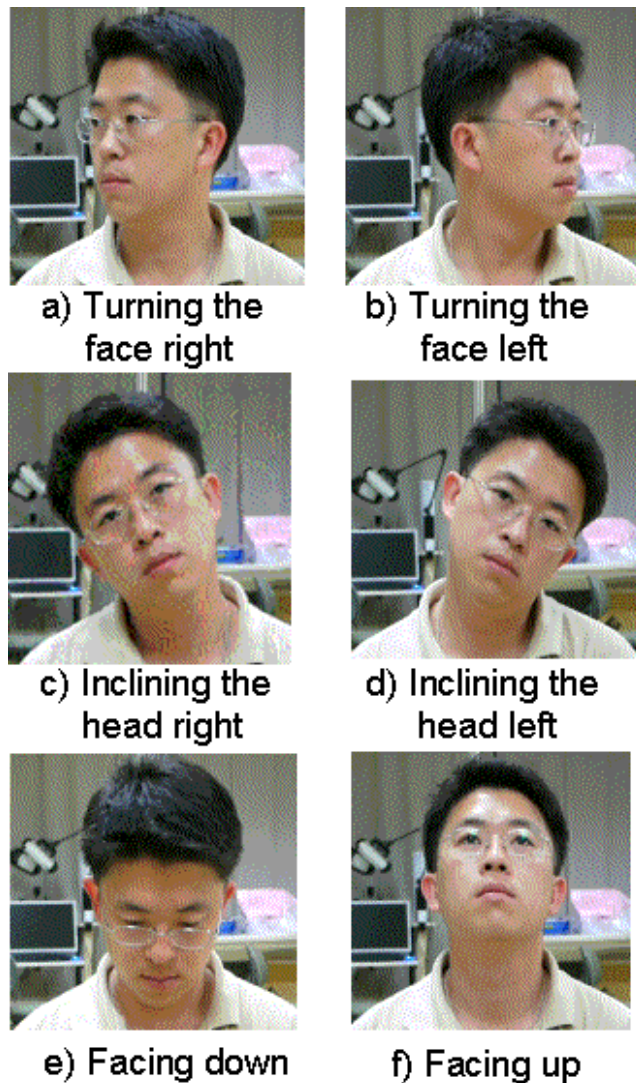 a) Turning the
face right
b) Turning the
face left
c) Inclining the
head right
d) Inclining the
head left
e) Facing down
f) Facing up